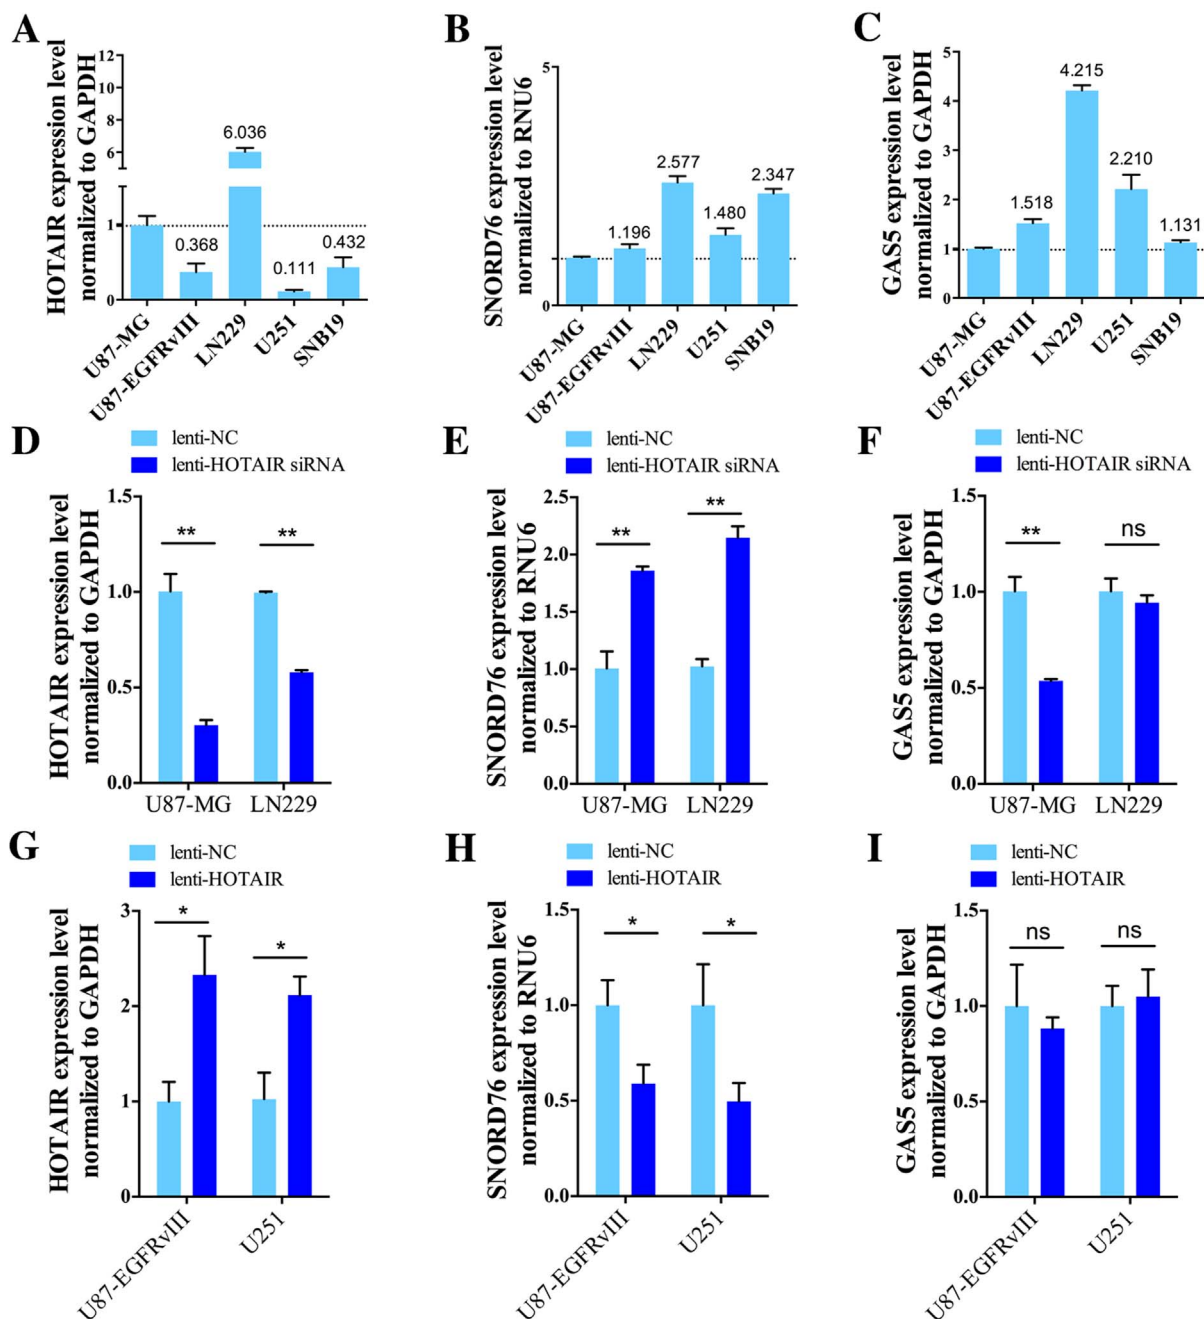 A
HOTAIR expression level
normalized to GAPDH
12
10
8
6
1
0
6.036
0.368
0.111
0.432
U87-MG
U87-EGFRvIII
LN229
U251
SNB19
B
SNORD76 expression level
normalized to RNU6
5
0
1.196
2.577
1.480
2.347
U87-MG
U87-EGFRvIII
LN229
U251
SNB19
C
GAS5 expression level
normalized to GAPDH
5
4
3
2
1
0
1.518
4.215
2.210
1.131
U87-MG
U87-EGFRvIII
LN229
U251
SNB19
D
lenti-NC
lenti-HOTAIR siRNA
HOTAIR expression level
normalized to GAPDH
1.5
1.0
0.5
0.0
**
**
U87-MG
LN229
E
lenti-NC
lenti-HOTAIR siRNA
SNORD76 expression level
normalized to RNU6
2.5
2.0
1.5
1.0
0.5
0.0
**
**
U87-MG
LN229
F
lenti-NC
lenti-HOTAIR siRNA
GAS5 expression level
normalized to GAPDH
1.5
1.0
0.5
0.0
**
ns
U87-MG
LN229
G
lenti-NC
lenti-HOTAIR
HOTAIR expression level
normalized to GAPDH
3
2
1
0
*
*
U87-EGFRvIII
U251
H
lenti-NC
lenti-HOTAIR
SNORD76 expression level
normalized to RNU6
1.5
1.0
0.5
0.0
*
*
U87-EGFRvIII
U251
I
lenti-NC
lenti-HOTAIR
GAS5 expression level
normalized to GAPDH
1.5
1.0
0.5
0.0
ns
ns
U87-EGFRvIII
U251